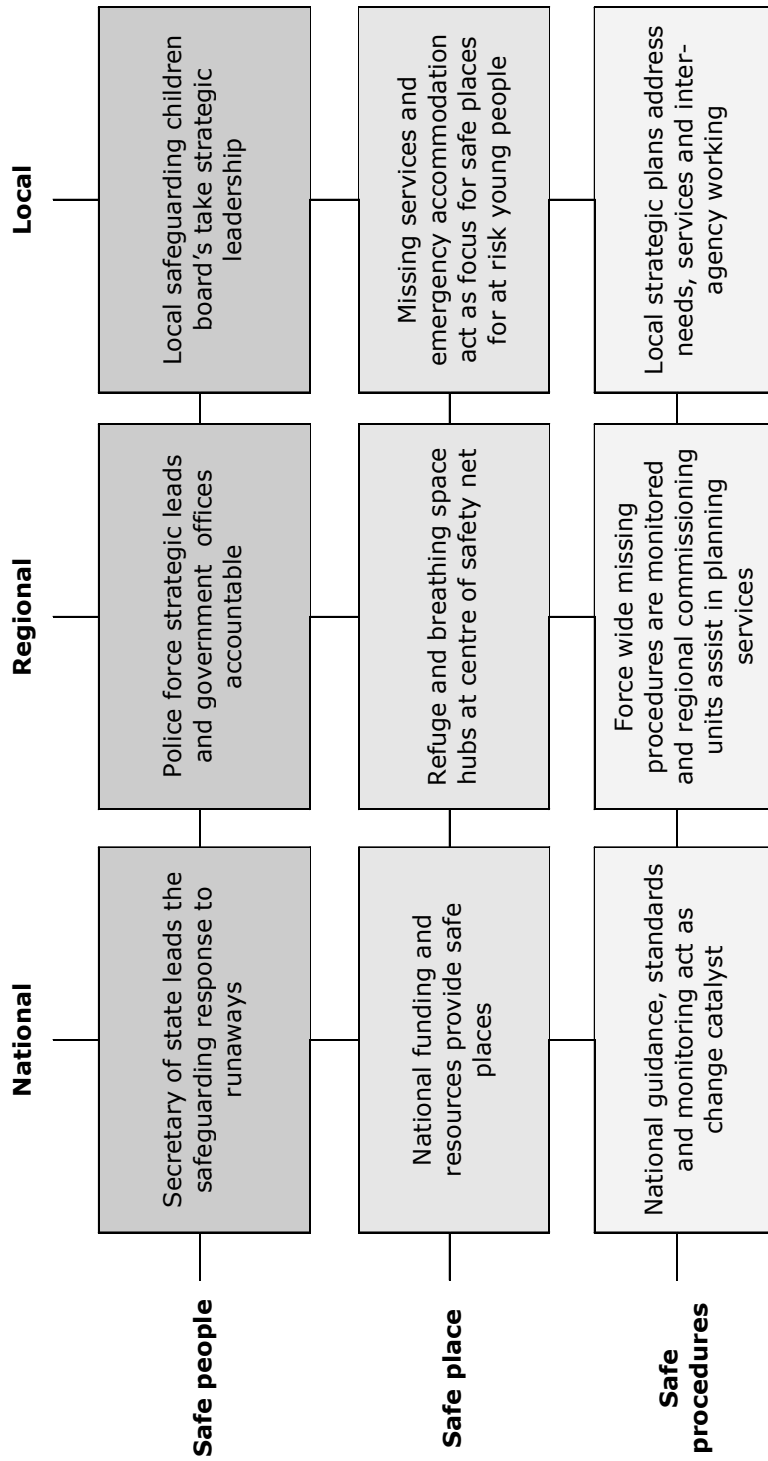 National
Regional
Local
Safe people
Secretary of state leads the
safeguarding response to
runaways
Police force strategic leads
and government offices
accountable
Local safeguarding children
board's take strategic
leadership
Safe place
National funding and
resources provide safe
places
Refuge and breathing space
hubs at centre of safety net
Missing services and
emergency accommodation
act as focus for safe places
for at risk young people
Safe
procedures
National guidance, standards
and monitoring act as
change catalyst
Force wide missing
procedures are monitored
and regional commissioning
units assist in planning
services
Local strategic plans address
needs, services and inter-
agency working